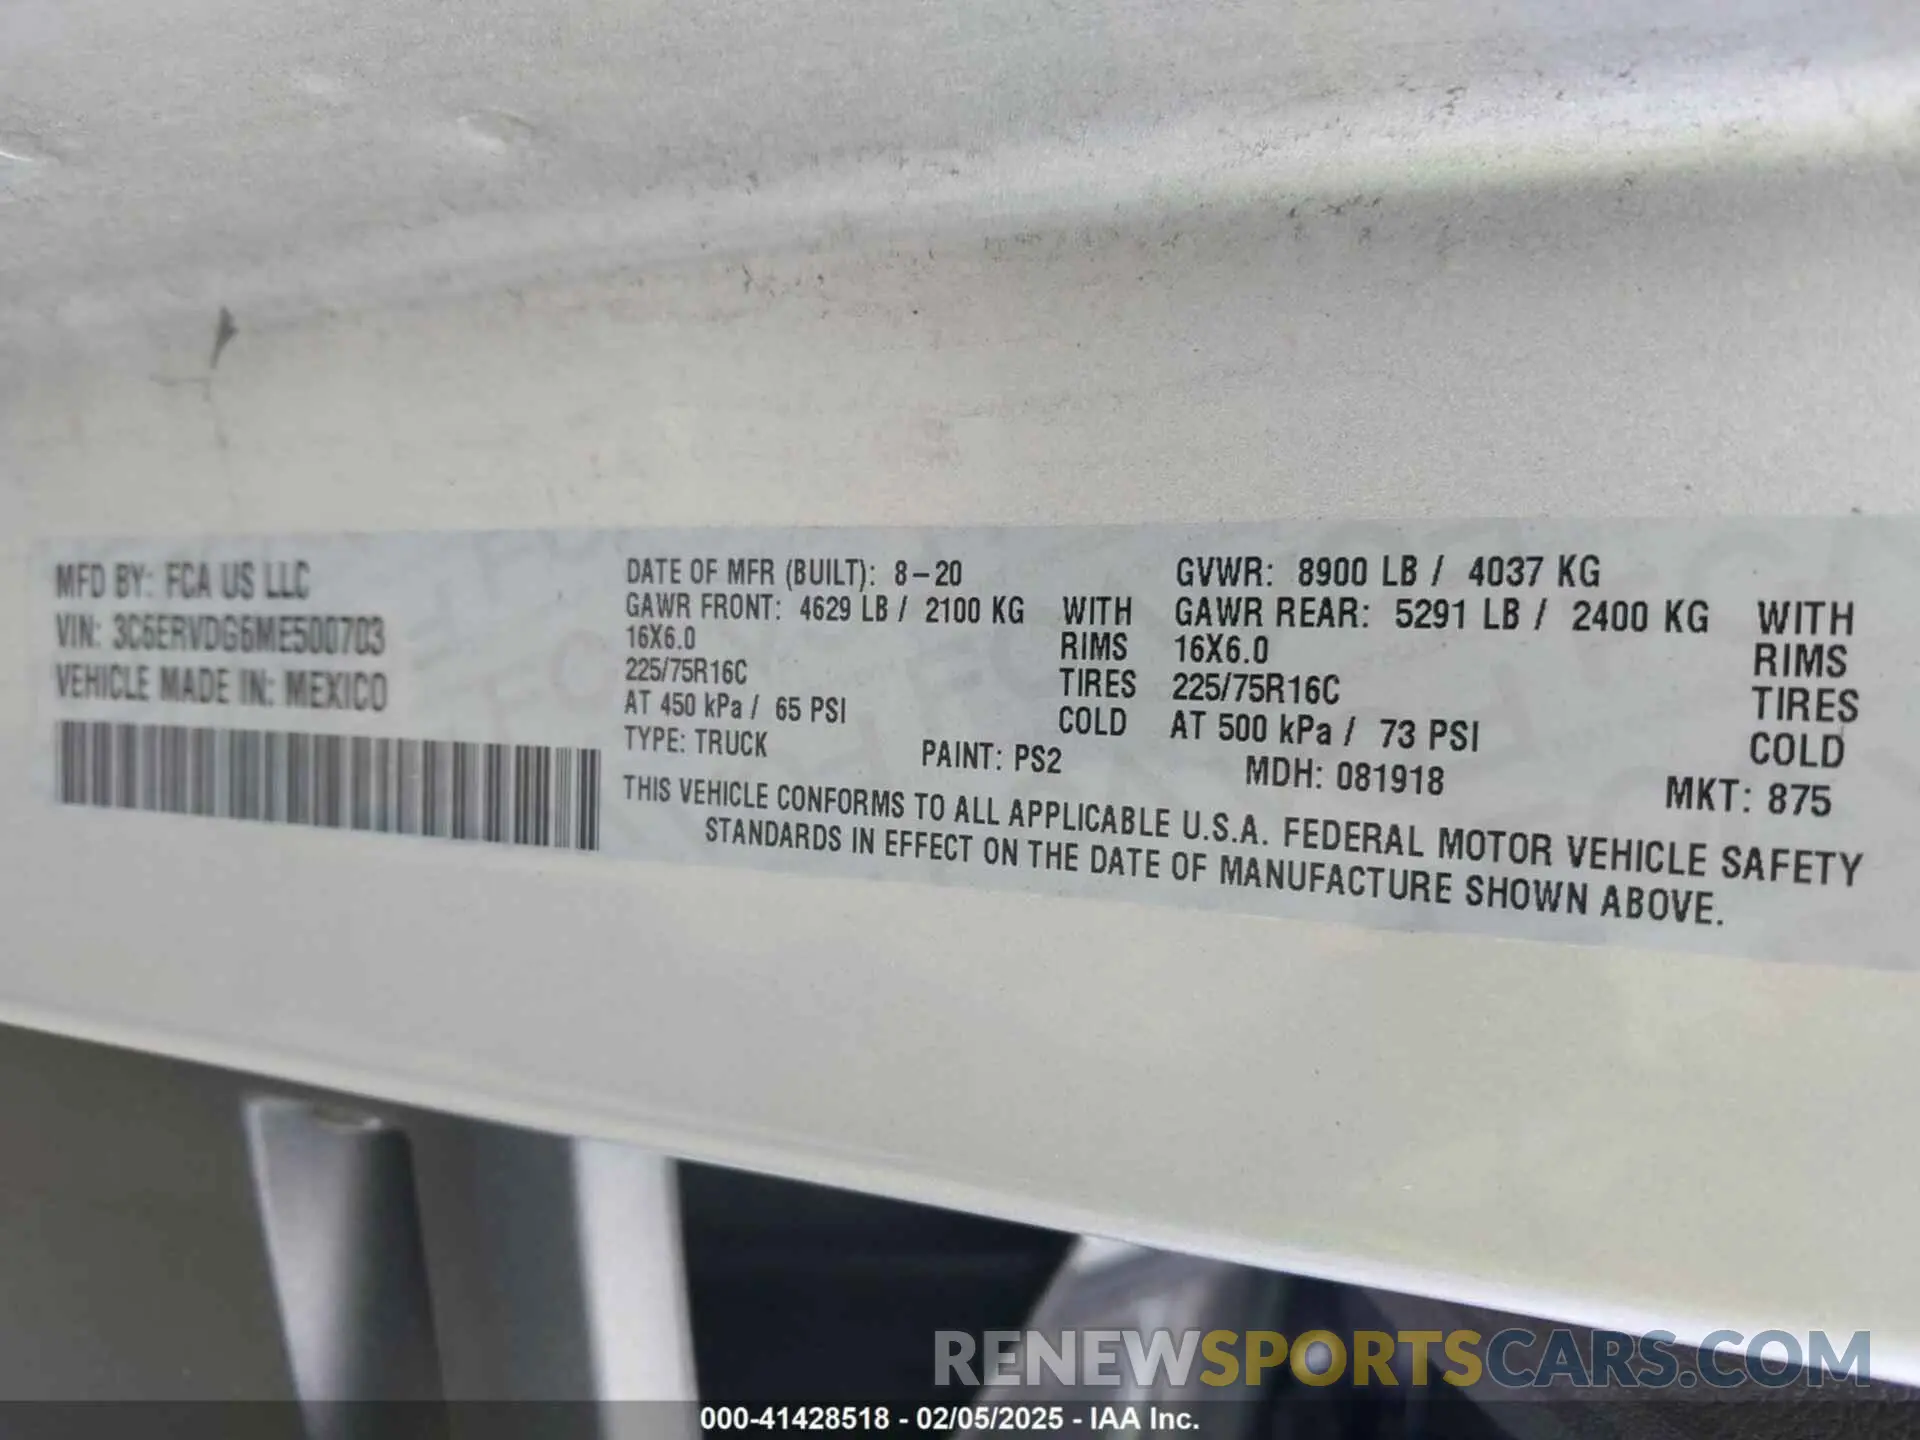 MFD BY: FCA US LLC
VIN: 3C6ERVDG6ME500703
VEHICLE MADE IN: MEXICO
DATE OF MFR (BUILT): 8-20
GAWR FRONT: 4629 LB / 2100 KG WITH
16X6.0 RIMS
225/75R16C TIRES
AT 450 kPa / 65 PSI COLD
TYPE: TRUCK PAINT: PS2
GVWR: 8900 LB / 4037 KG
GAWR REAR: 5291 LB / 2400 KG WITH
16X6.0 RIMS
225/75R16C TIRES
AT 500 kPa / 73 PSI COLD
MDH: 081918 MKT: 875
THIS VEHICLE CONFORMS TO ALL APPLICABLE U.S.A. FEDERAL MOTOR VEHICLE SAFETY
STANDARDS IN EFFECT ON THE DATE OF MANUFACTURE SHOWN ABOVE.
RENEWSPORTSCARS.COM
000-41428518 - 02/05/2025 - IAA Inc.